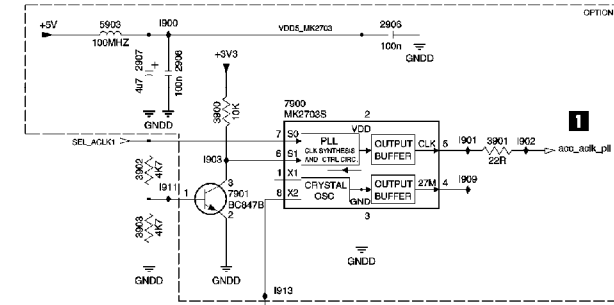 OPTION
+5V
5903
100MHZ
I900
VDD5_MK2703
2906
100n
GNDD
4u7 2907
+
100n 2908
GNDD
+3V3
3900
10K
7900
MK2703S
2
VDD
SEL_ACLK1
7 S0
PLL
CLK SYNTHESIS
AND CTRL CIRC.
OUTPUT
BUFFER
CLK 5
I901
3901
22R
I902
1
acc_aclk_pll
I903
6 S1
1 X1
8 X2
CRYSTAL
OSC
GND
OUTPUT
BUFFER
27M 4
I909
3
3902
4K7
I911
1
3
7901
BC847B
2
3903
4K7
GNDD
GNDD
GNDD
I913